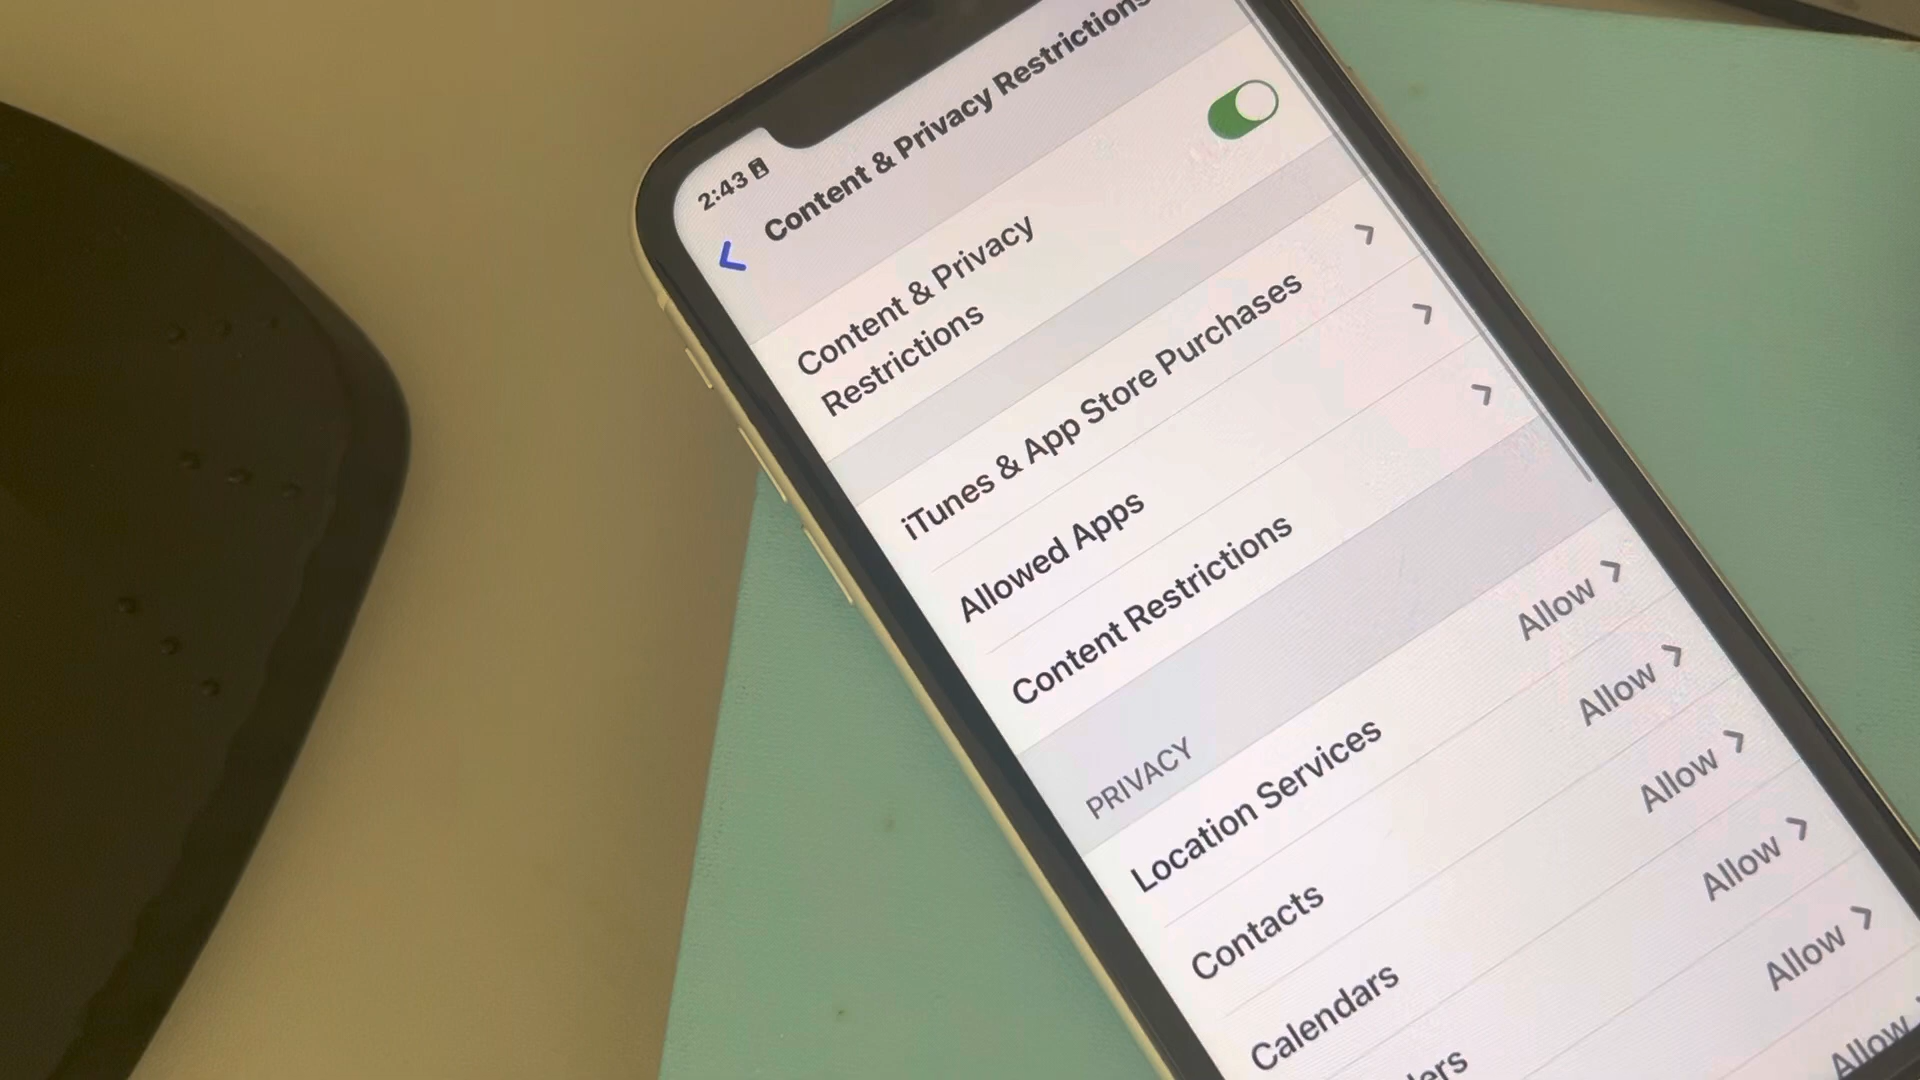 2:43
Content & Privacy Restrictions
Content & Privacy
Restrictions
iTunes & App Store Purchases
Allowed Apps
Content Restrictions
PRIVACY
Location Services Allow
Contacts Allow
Calendars Allow
Allow
Allow
Allow